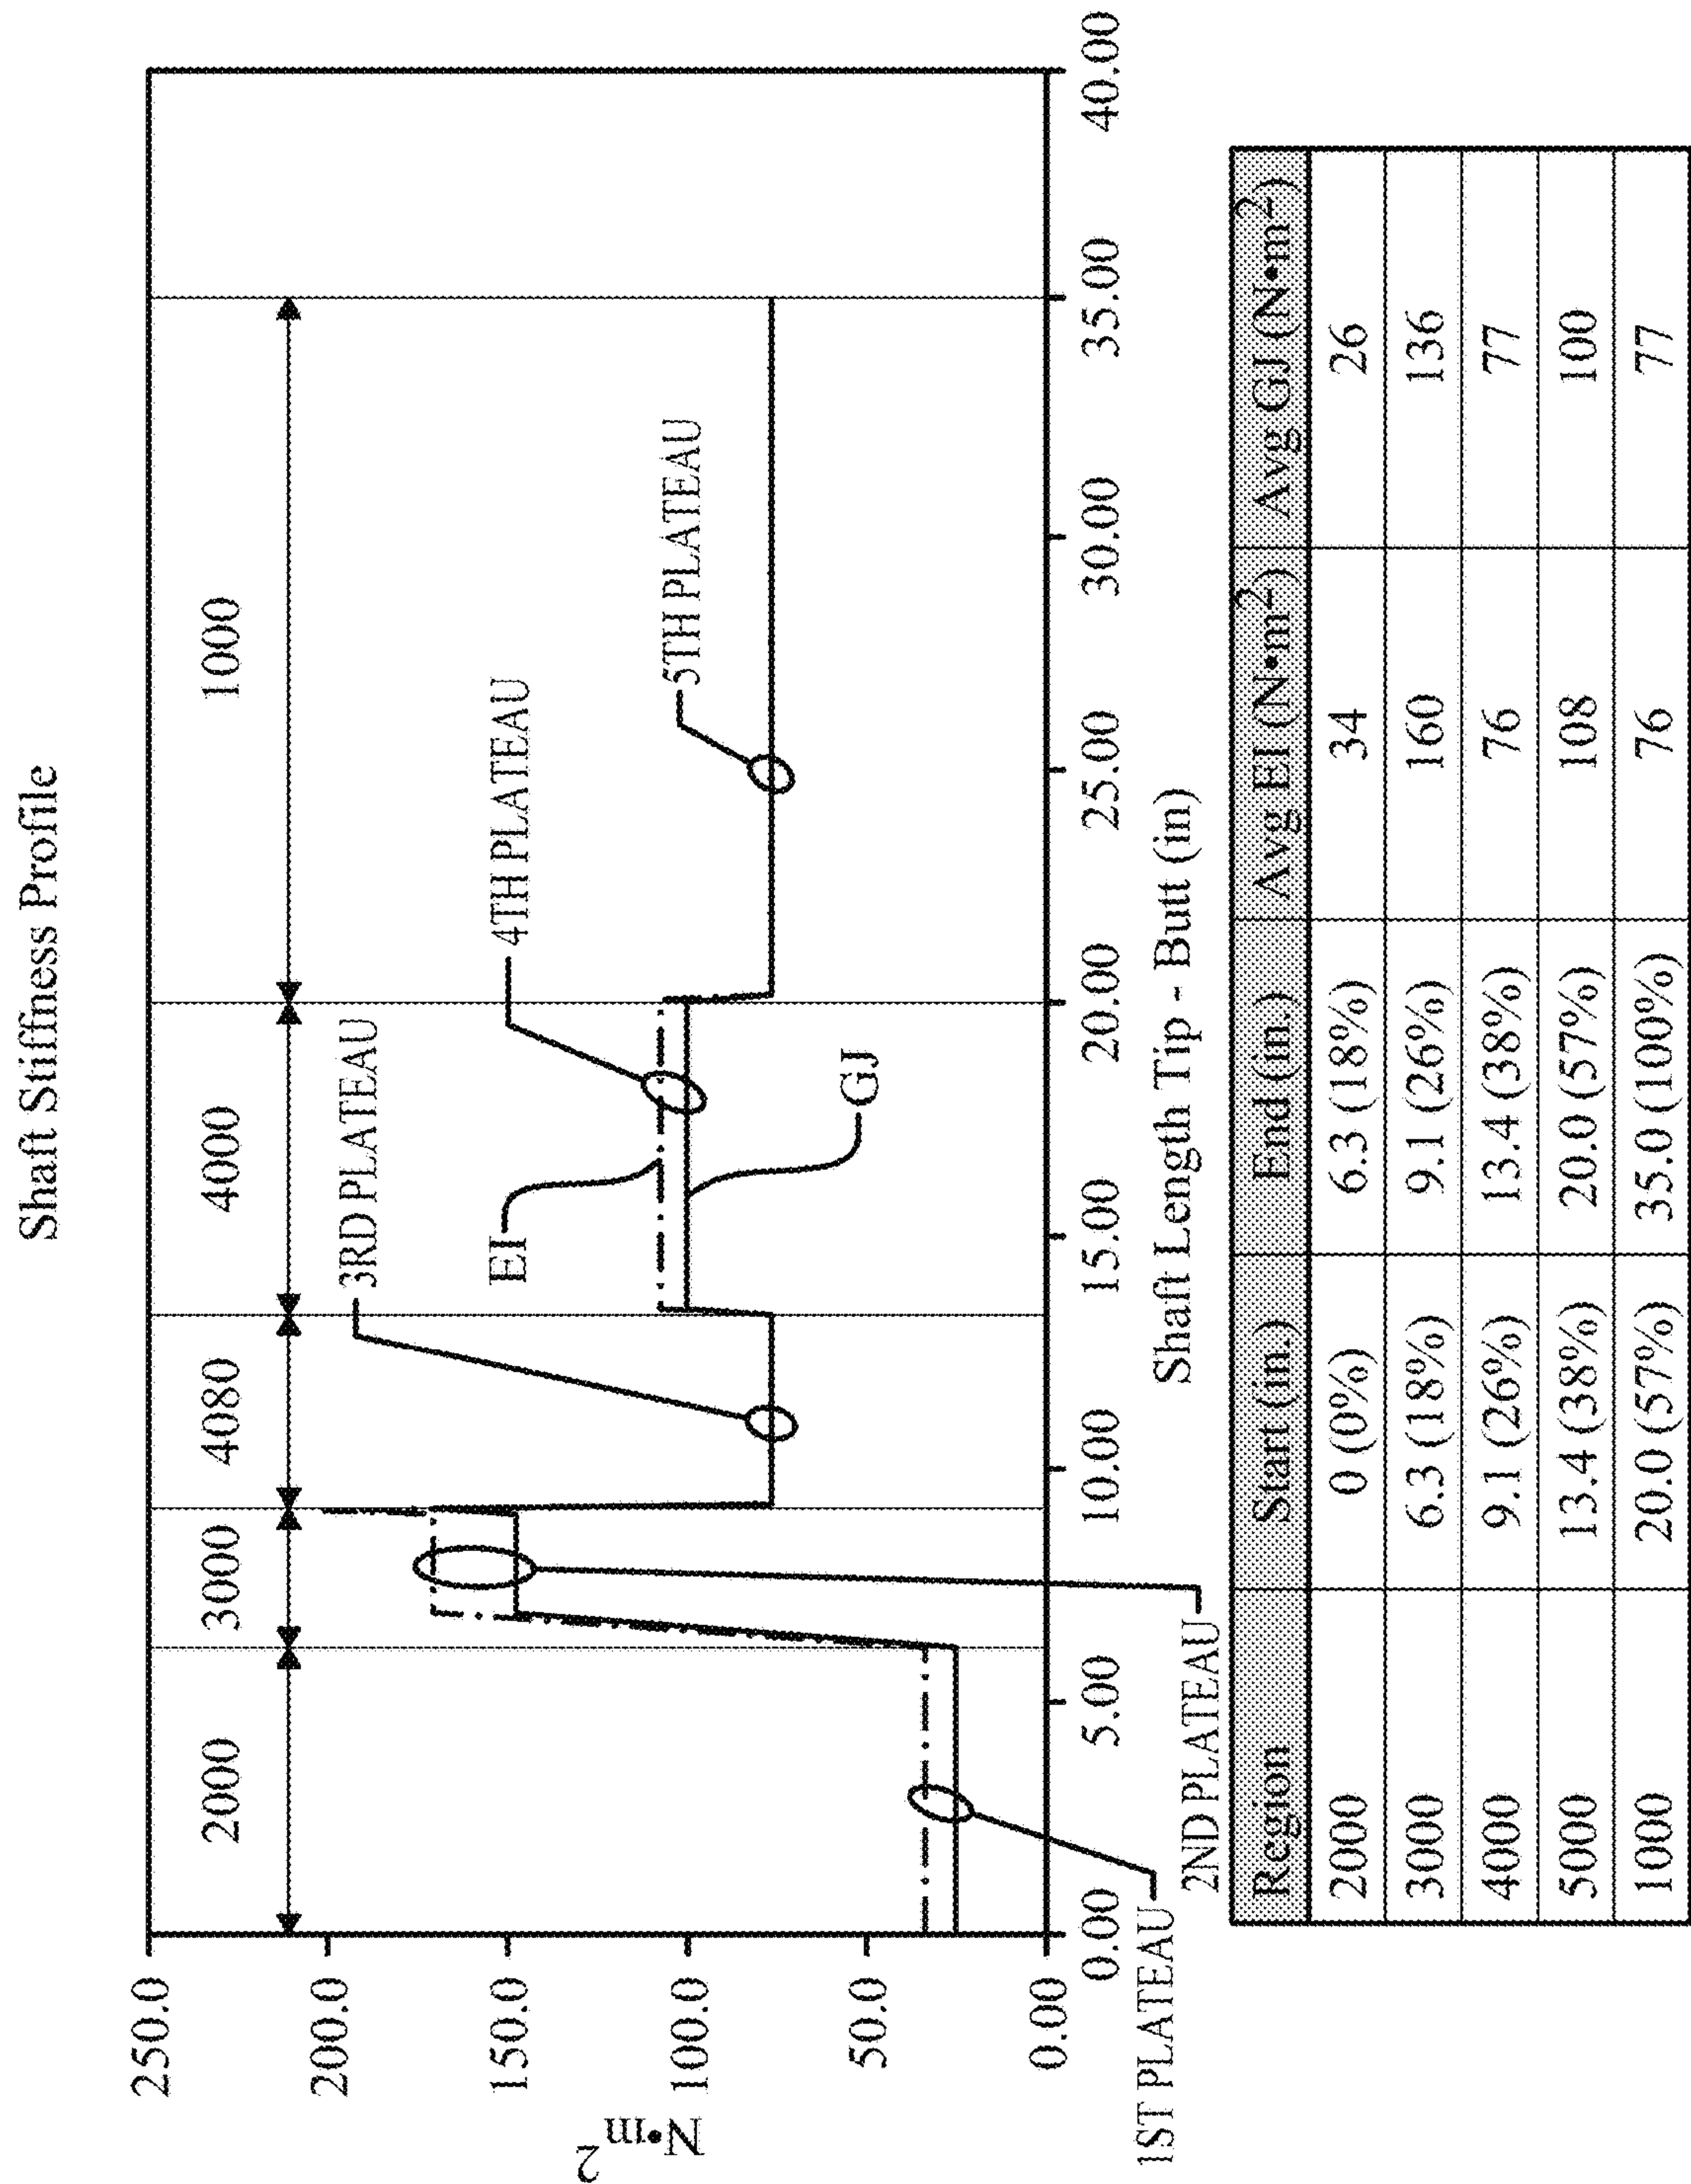 Shaft Stiffness Profile
250.0
200.0
150.0
100.0
50.0
0.00
N•m2
2000
3000
4080
4000
1000
3RD PLATEAU
4TH PLATEAU
5TH PLATEAU
EI
GJ
0.00
5.00
10.00
15.00
20.00
25.00
30.00
35.00
40.00
1ST PLATEAU
2ND PLATEAU
Shaft Length Tip - Butt (in)
Region Start (in.) End (in.) Avg EI (N•m2) Avg GJ (N•m2)
2000 0 (0%) 6.3 (18%) 34 26
3000 6.3 (18%) 9.1 (26%) 160 136
4000 9.1 (26%) 13.4 (38%) 76 77
5000 13.4 (38%) 20.0 (57%) 108 100
1000 20.0 (57%) 35.0 (100%) 76 77